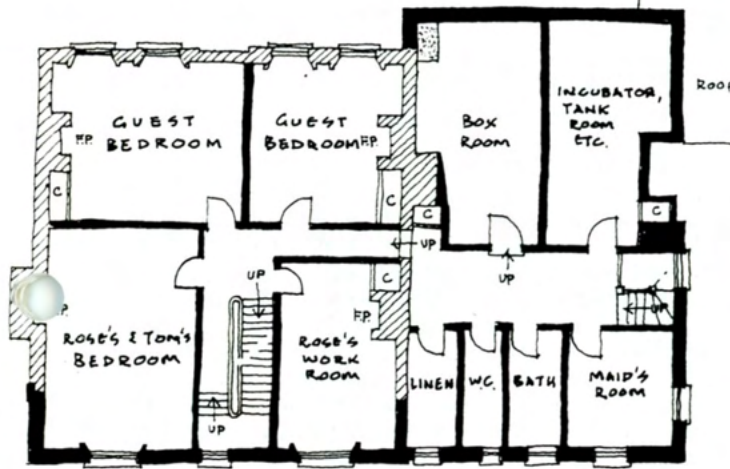 GUEST
BEDROOM
F.P.
C
GUEST
BEDROOM
F.P.
C
BOX
ROOM
INCUBATOR,
TANK
ROOM
ETC.
C
C
UP
UP
ROSE'S & TOM'S
BEDROOM
UP
UP
C
F.P.
ROSE'S
WORK
ROOM
LINEN
W.C.
BATH
MAID'S
ROOM
UP